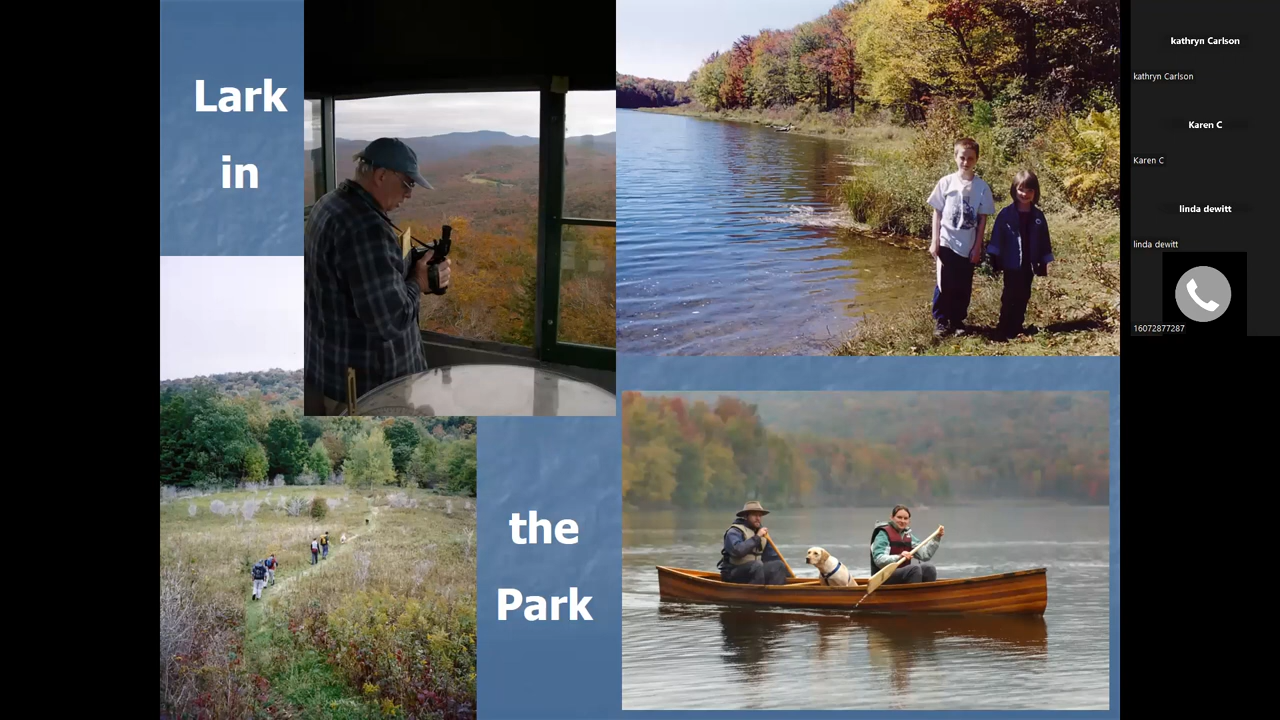 Lark
in
the
Park
kathryn Carlson
kathryn Carlson
Karen C
Karen C
linda dewitt
linda dewitt
16072877287